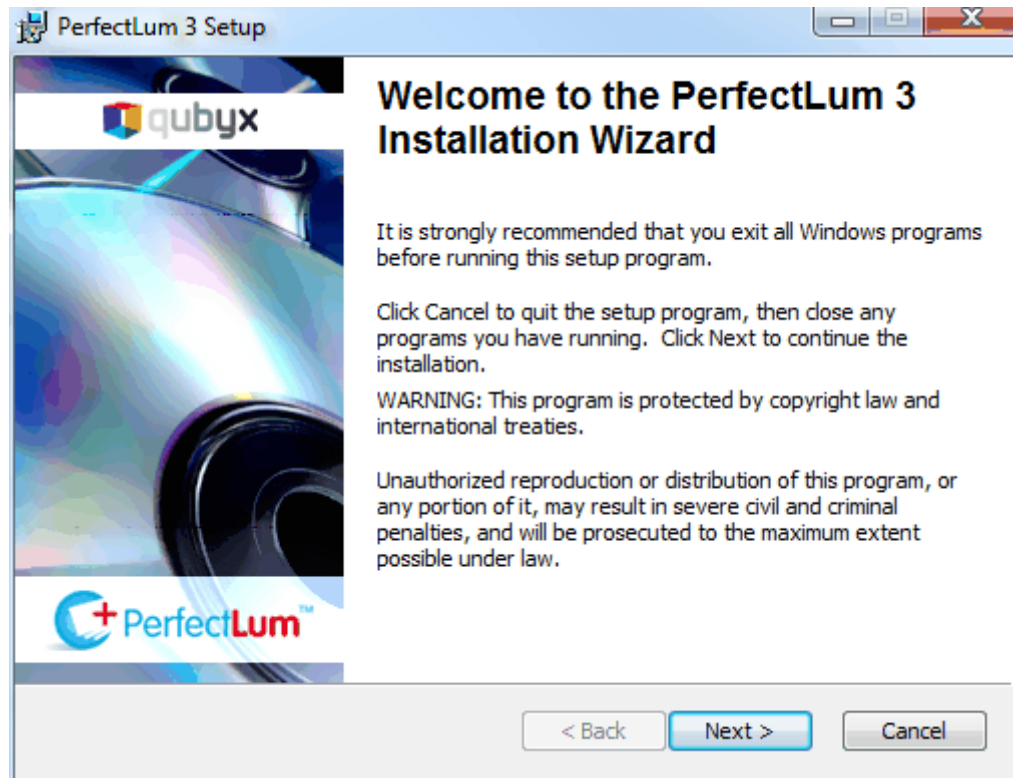 PerfectLum 3 Setup
qubyx
Welcome to the PerfectLum 3
Installation Wizard
It is strongly recommended that you exit all Windows programs
before running this setup program.
Click Cancel to quit the setup program, then close any
programs you have running.  Click Next to continue the
installation.
WARNING: This program is protected by copyright law and
international treaties.
Unauthorized reproduction or distribution of this program, or
any portion of it, may result in severe civil and criminal
penalties, and will be prosecuted to the maximum extent
possible under law.
PerfectLum™
< Back
Next >
Cancel